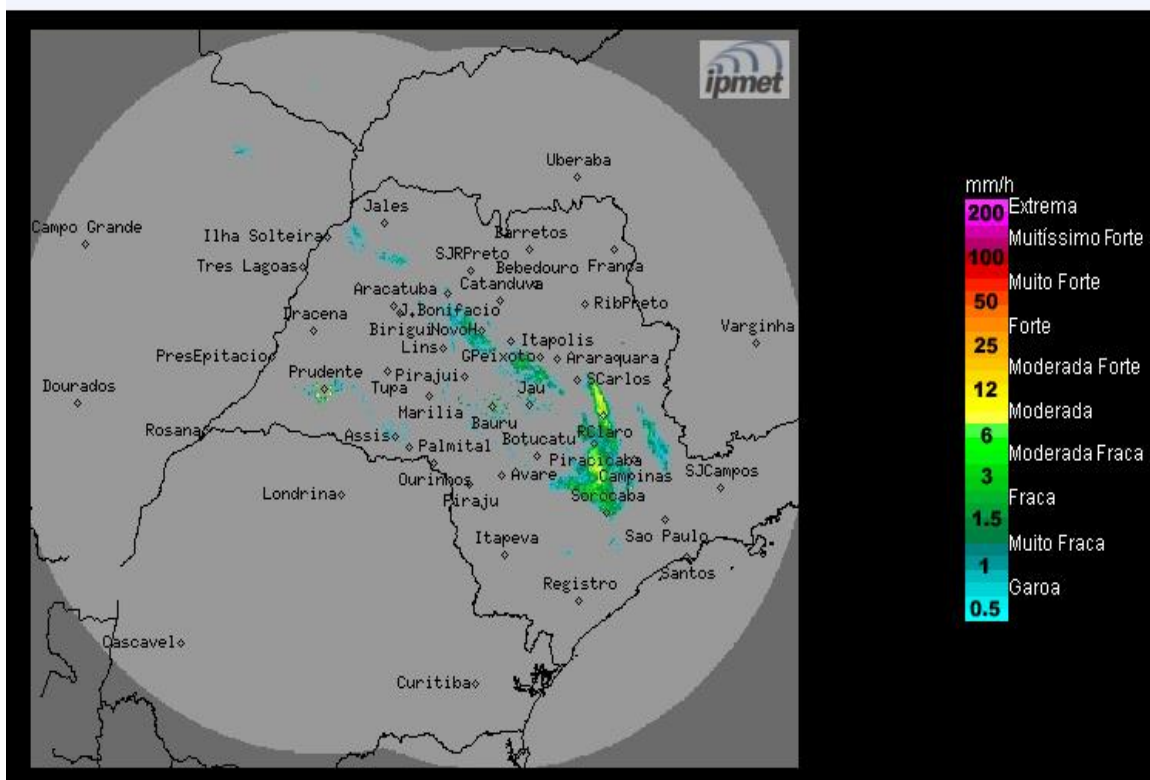 ipmet
Uberaba
Jales
Campo Grande
Ilha Solteira
Barretos
SJRPreto
Tres Lagoas
Bebedouro
Franca
Catanduva
Aracatuba
RibPreto
J.Bonifacio
Dracena
Varginha
Birigui
NovoH
Itapolis
Lins
GPeixoto
Araraquara
PresEpitacio
Prudente
Pirajui
SCarlos
Dourados
Tupa
Jau
Marilia
Bauru
Rosana
Assis
Botucatu
RClaro
Palmital
Piracicaba
SJCampos
Avare
Campinas
Ourinhos
Londrina
Piraju
Sorocaba
Itapeva
Sao Paulo
Santos
Registro
Cascavel
Curitiba
mm/h
200 Extrema
Muitíssimo Forte
100
Muito Forte
50
Forte
25
Moderada Forte
12
Moderada
6
Moderada Fraca
3
Fraca
1.5
Muito Fraca
1
Garoa
0.5